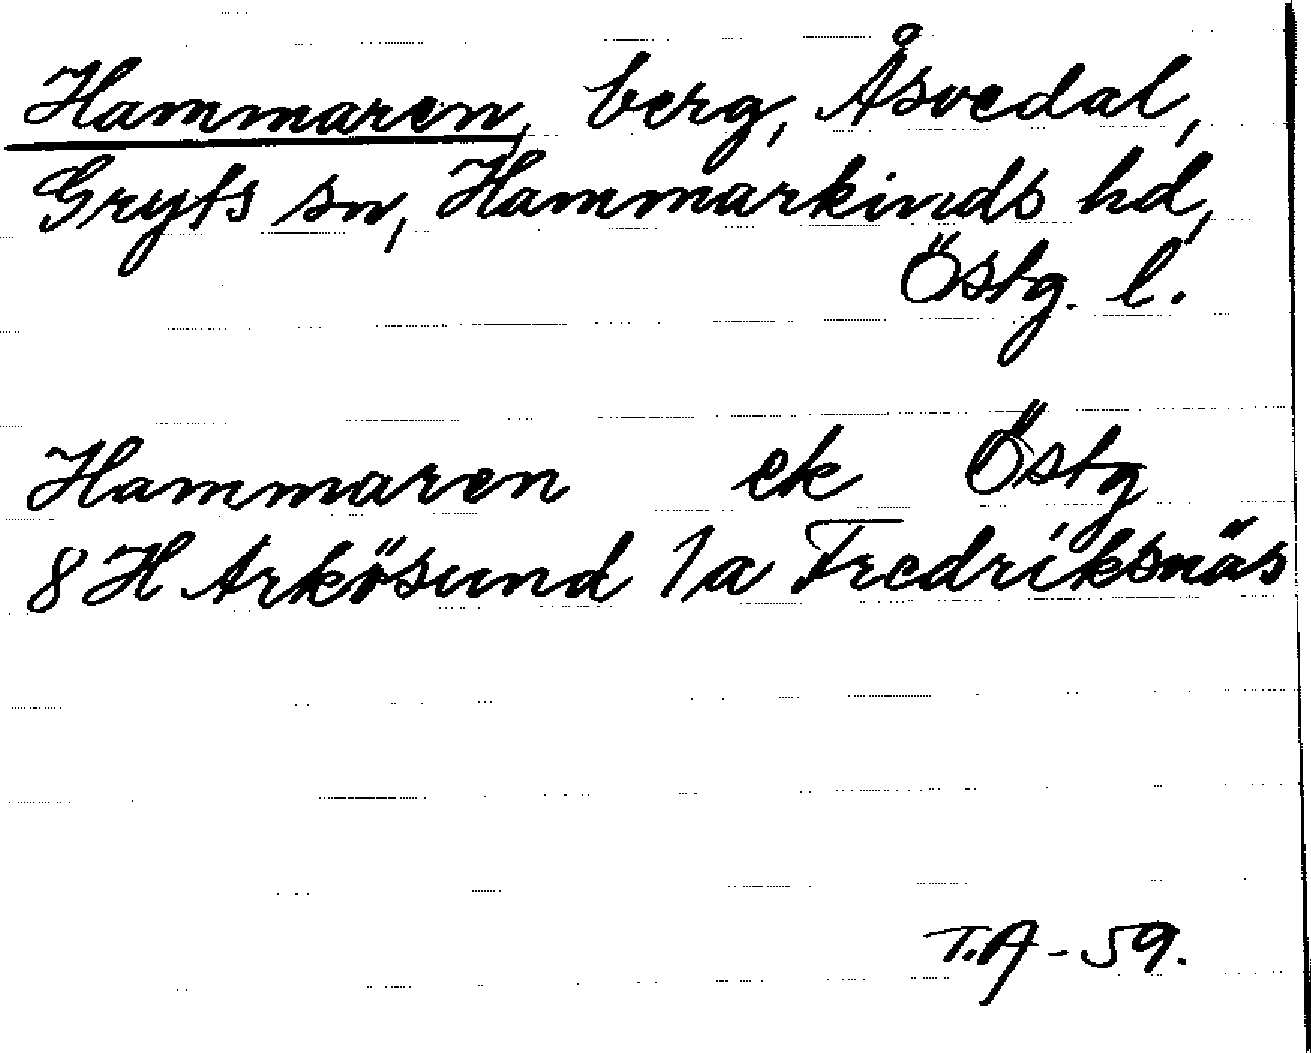 Hammaren, berg, Åsvedal,
Gryts sn, Hammarkinds hd,
Östg. l.
Hammaren ek Östg
8 H Arkösund 1a Fredriksnäs
T.A - 59.